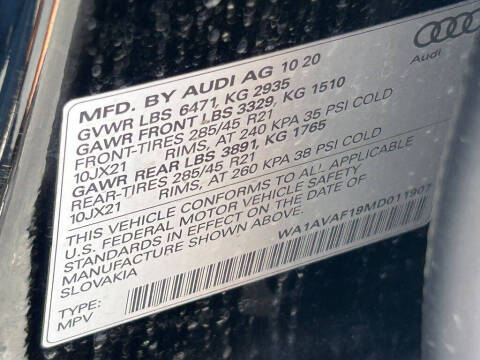 MFD. BY AUDI AG 10 20
Audi
GVWR LBS 6471, KG 2935
GAWR FRONT LBS 3329, KG 1510
FRONT-TIRES 285/45 R21
10JX21 RIMS, AT 240 KPA 35 PSI COLD
GAWR REAR LBS 3891, KG 1765
REAR-TIRES 285/45 R21
10JX21 RIMS, AT 260 KPA 38 PSI COLD
THIS VEHICLE CONFORMS TO ALL APPLICABLE
U.S. FEDERAL MOTOR VEHICLE SAFETY
STANDARDS IN EFFECT ON THE DATE OF
MANUFACTURE SHOWN ABOVE.
SLOVAKIA
WA1AVAF19MD011907
TYPE:
MPV